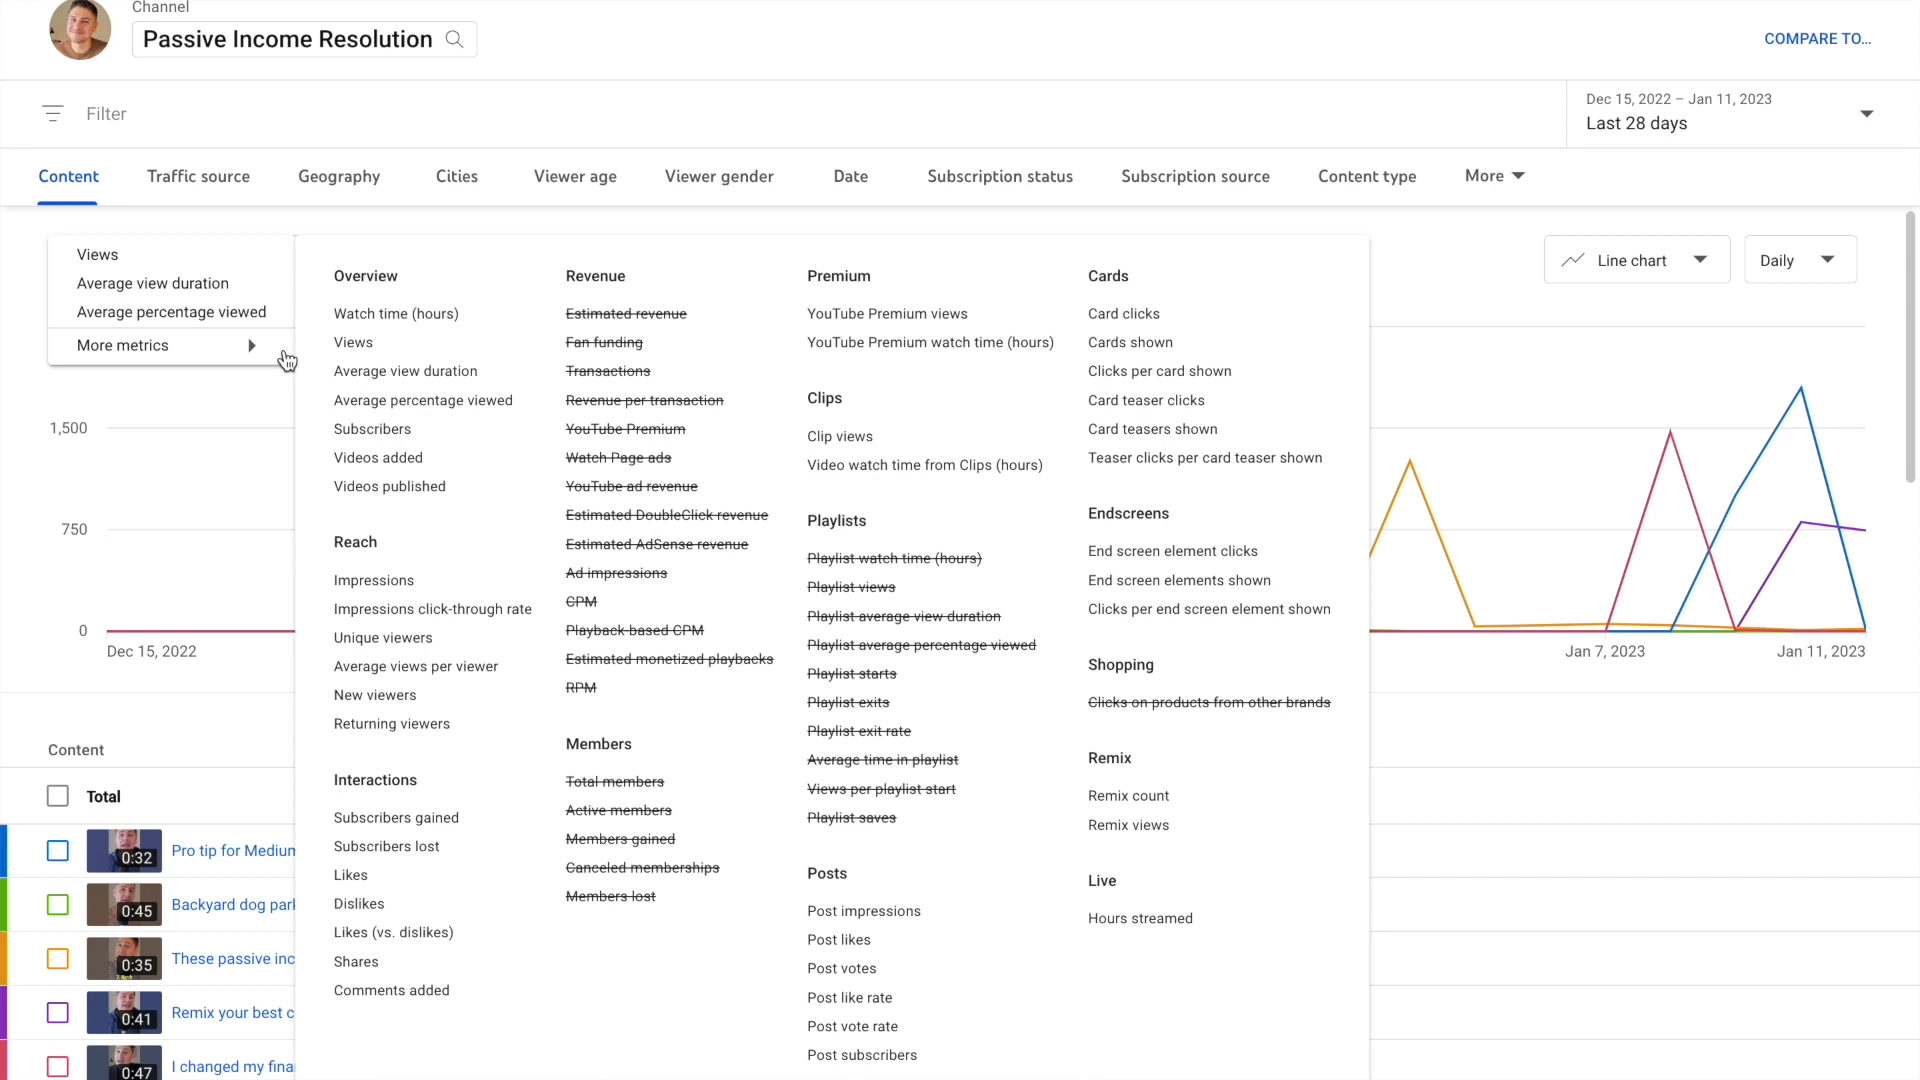 Channel
Passive Income Resolution
COMPARE TO...
Filter
Dec 15, 2022 – Jan 11, 2023
Last 28 days
Content
Traffic source
Geography
Cities
Viewer age
Viewer gender
Date
Subscription status
Subscription source
Content type
More
Views
Average view duration
Average percentage viewed
More metrics
Overview
Watch time (hours)
Views
Average view duration
Average percentage viewed
Subscribers
Videos added
Videos published
Reach
Impressions
Impressions click-through rate
Unique viewers
Average views per viewer
New viewers
Returning viewers
Interactions
Subscribers gained
Subscribers lost
Likes
Dislikes
Likes (vs. dislikes)
Shares
Comments added
Revenue
Estimated revenue
Fan funding
Transactions
Revenue per transaction
YouTube Premium
Watch Page ads
YouTube ad revenue
Estimated DoubleClick revenue
Estimated AdSense revenue
Ad impressions
CPM
Playback based CPM
Estimated monetized playbacks
RPM
Members
Total members
Active members
Members gained
Canceled memberships
Members lost
Premium
YouTube Premium views
YouTube Premium watch time (hours)
Clips
Clip views
Video watch time from Clips (hours)
Playlists
Playlist watch time (hours)
Playlist views
Playlist average view duration
Playlist average percentage viewed
Playlist starts
Playlist exits
Playlist exit rate
Average time in playlist
Views per playlist start
Playlist saves
Posts
Post impressions
Post likes
Post votes
Post like rate
Post vote rate
Post subscribers
Cards
Card clicks
Cards shown
Clicks per card shown
Card teaser clicks
Card teasers shown
Teaser clicks per card teaser shown
Endscreens
End screen element clicks
End screen elements shown
Clicks per end screen element shown
Shopping
Clicks on products from other brands
Remix
Remix count
Remix views
Live
Hours streamed
Line chart
Daily
1,500
750
0
Dec 15, 2022
Jan 7, 2023
Jan 11, 2023
Content
Total
0:32
Pro tip for Medium
0:45
Backyard dog park
0:35
These passive inc
0:41
Remix your best c
0:47
I changed my fina